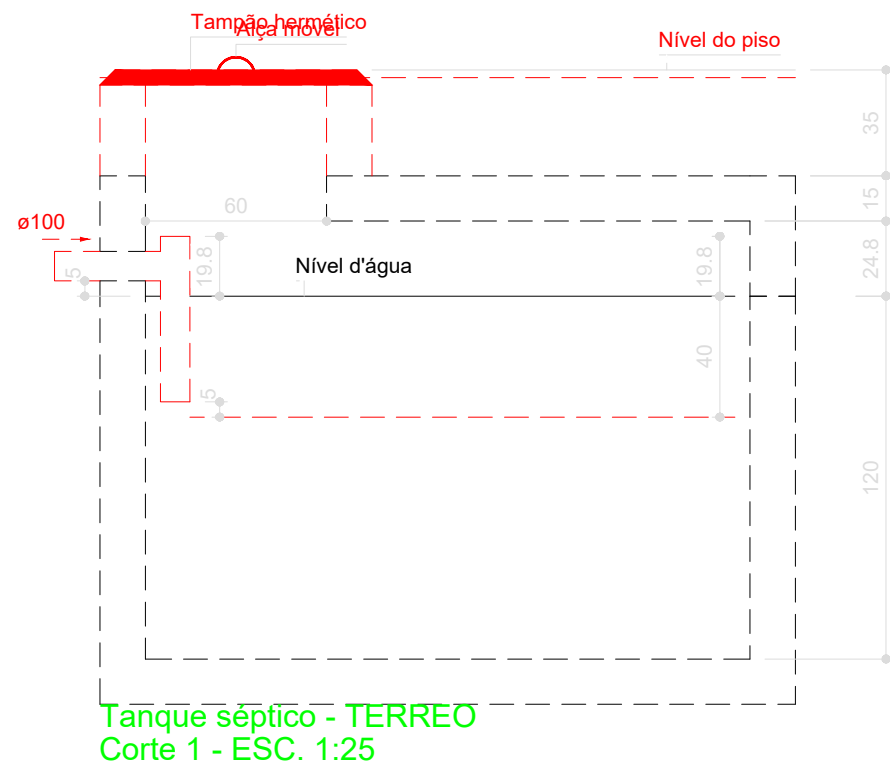 Tampão hermético
Alça móvel
Nível do piso
35
15
60
ø100
19.8
19.8
24.8
5
Nível d'água
40
5
120
Tanque séptico - TERREO
Corte 1 - ESC. 1:25